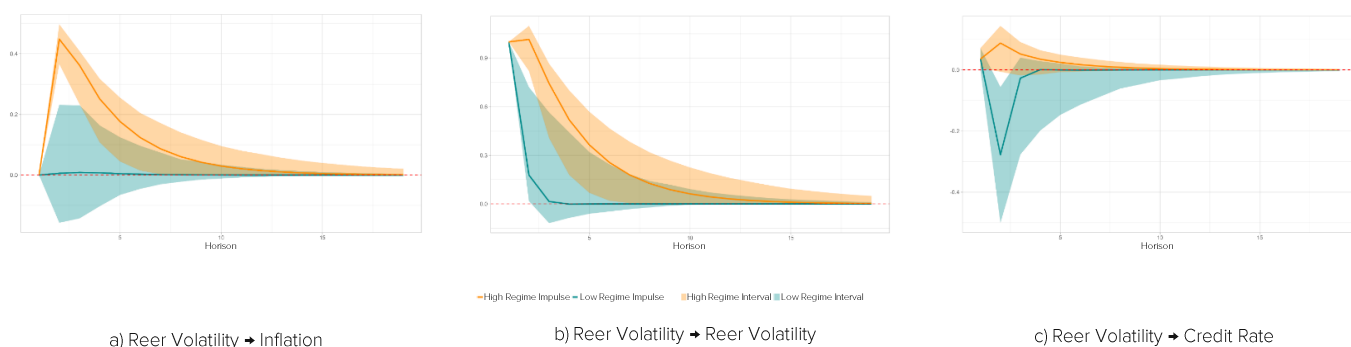 0.4
0.2
0.0
5
10
15
Horison
0.9
0.6
0.3
0.0
5
10
15
Horison
0.0
-0.2
-0.4
5
15
Horison
High Regime Impulse Low Regime Impulse High Regime Interval Low Regime Interval
a) Reer Volatility ➞ Inflation
b) Reer Volatility ➞ Reer Volatility
c) Reer Volatility ➞ Credit Rate